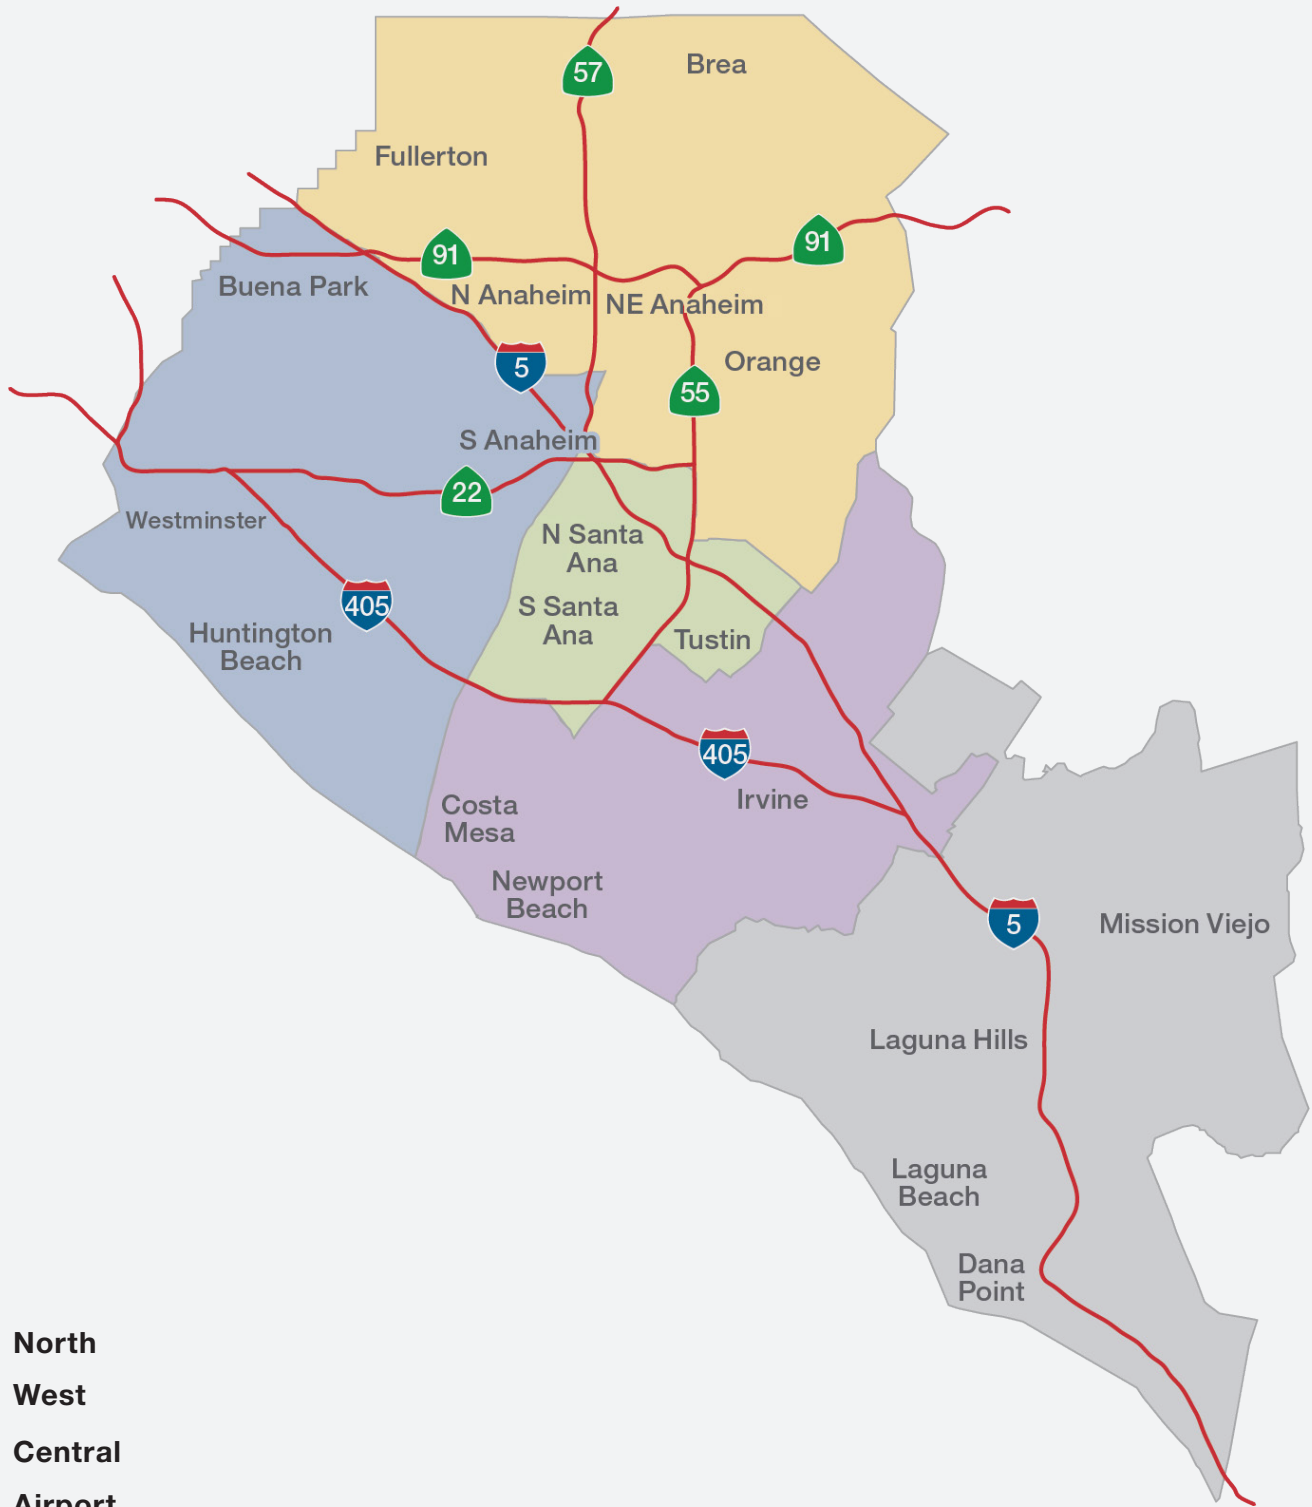 57
Brea
Fullerton
91
91
Buena Park
N Anaheim
NE Anaheim
5
Orange
55
S Anaheim
22
Westminster
N Santa
Ana
405
S Santa
Ana
Huntington
Beach
Tustin
405
Irvine
Costa
Mesa
Newport
Beach
5
Mission Viejo
Laguna Hills
Laguna
Beach
Dana
Point
North
West
Central
Airport